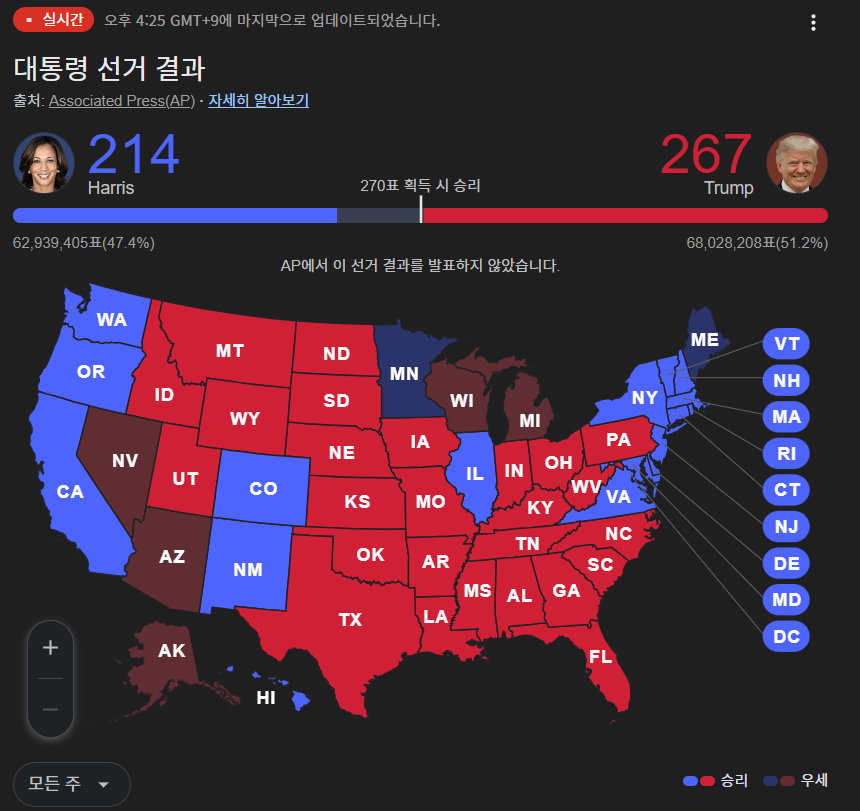 실시간 오후 4:25 GMT+9에 마지막으로 업데이트되었습니다.
대통령 선거 결과
출처: Associated Press(AP) · 자세히 알아보기
214 267
Harris 270표 획득 시 승리 Trump
62,939,405표(47.4%) 68,028,208표(51.2%)
AP에서 이 선거 결과를 발표하지 않았습니다.
WA
MT ND ME VT
OR MN
ID SD WI NY NH
WY MI MA
NE IA PA
NV UT IL IN OH RI
CA CO KS MO WV VA CT
KY
AZ OK TN NC NJ
NM AR SC DE
MS AL GA
TX LA MD
AK FL DC
HI
+
−
모든 주 승리 우세